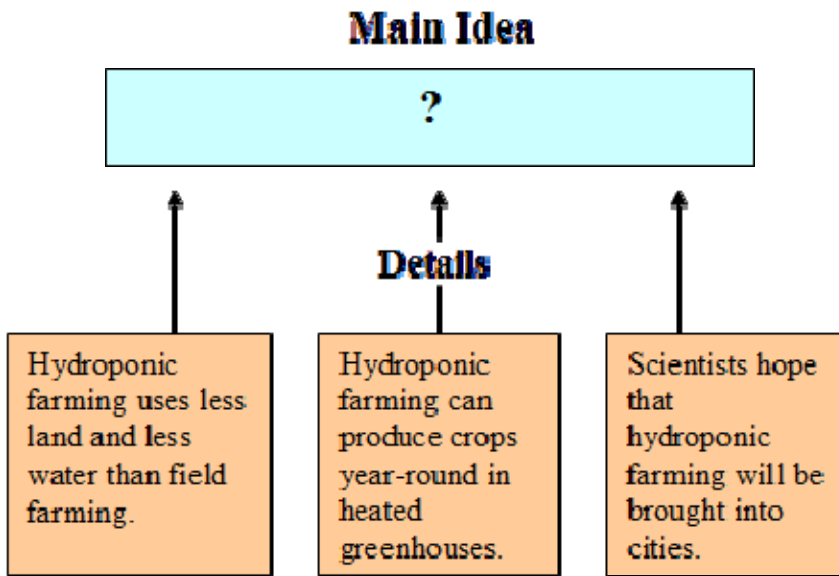 Main Idea
?
Details
Hydroponic
farming uses less
land and less
water than field
farming.
Hydroponic
farming can
produce crops
year-round in
heated
greenhouses.
Scientists hope
that
hydroponic
farming will be
brought into
cities.